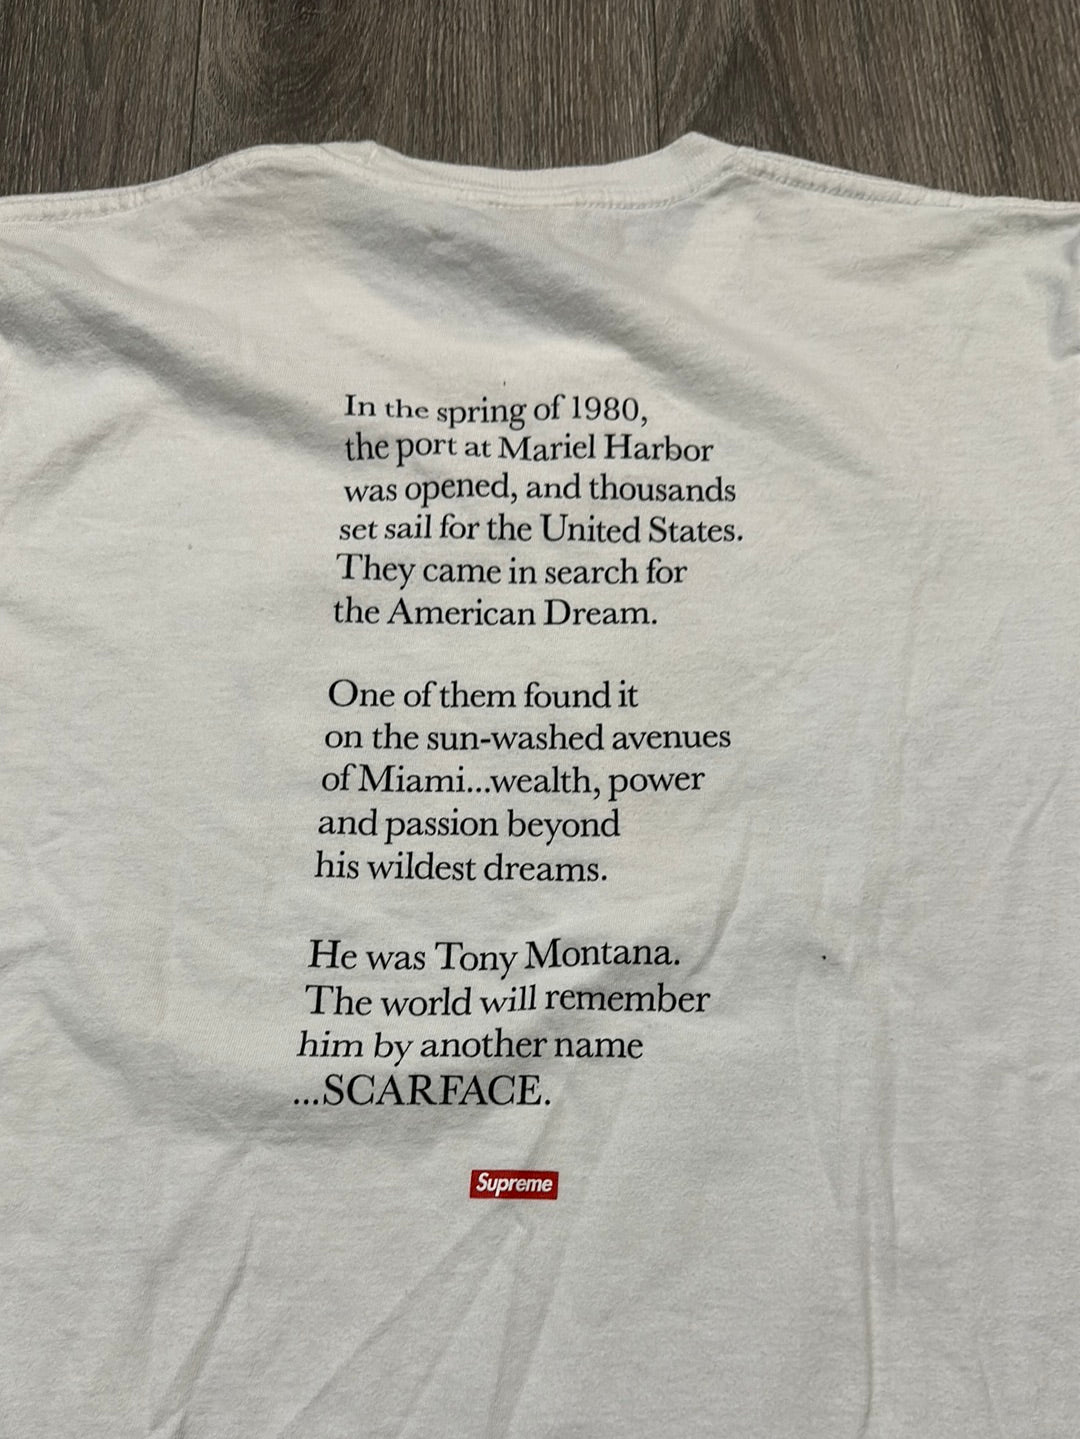 In the spring of 1980,
the port at Mariel Harbor
was opened, and thousands
set sail for the United States.
They came in search for
the American Dream.
One of them found it
on the sun-washed avenues
of Miami...wealth, power
and passion beyond
his wildest dreams.
He was Tony Montana.
The world will remember
him by another name
...SCARFACE.
Supreme